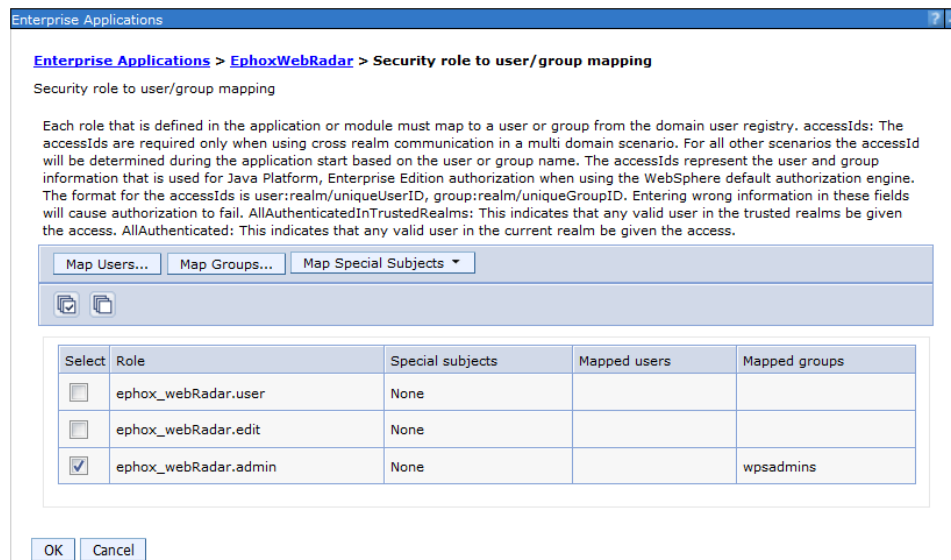 Enterprise Applications ?
Enterprise Applications > EphoxWebRadar > Security role to user/group mapping
Security role to user/group mapping
Each role that is defined in the application or module must map to a user or group from the domain user registry. accessIds: The
accessIds are required only when using cross realm communication in a multi domain scenario. For all other scenarios the accessId
will be determined during the application start based on the user or group name. The accessIds represent the user and group
information that is used for Java Platform, Enterprise Edition authorization when using the WebSphere default authorization engine.
The format for the accessIds is user:realm/uniqueUserID, group:realm/uniqueGroupID. Entering wrong information in these fields
will cause authorization to fail. AllAuthenticatedInTrustedRealms: This indicates that any valid user in the trusted realms be given
the access. AllAuthenticated: This indicates that any valid user in the current realm be given the access.
Map Users... Map Groups... Map Special Subjects
Select Role Special subjects Mapped users Mapped groups
ephox_webRadar.user None
ephox_webRadar.edit None
ephox_webRadar.admin None wpsadmins
OK Cancel